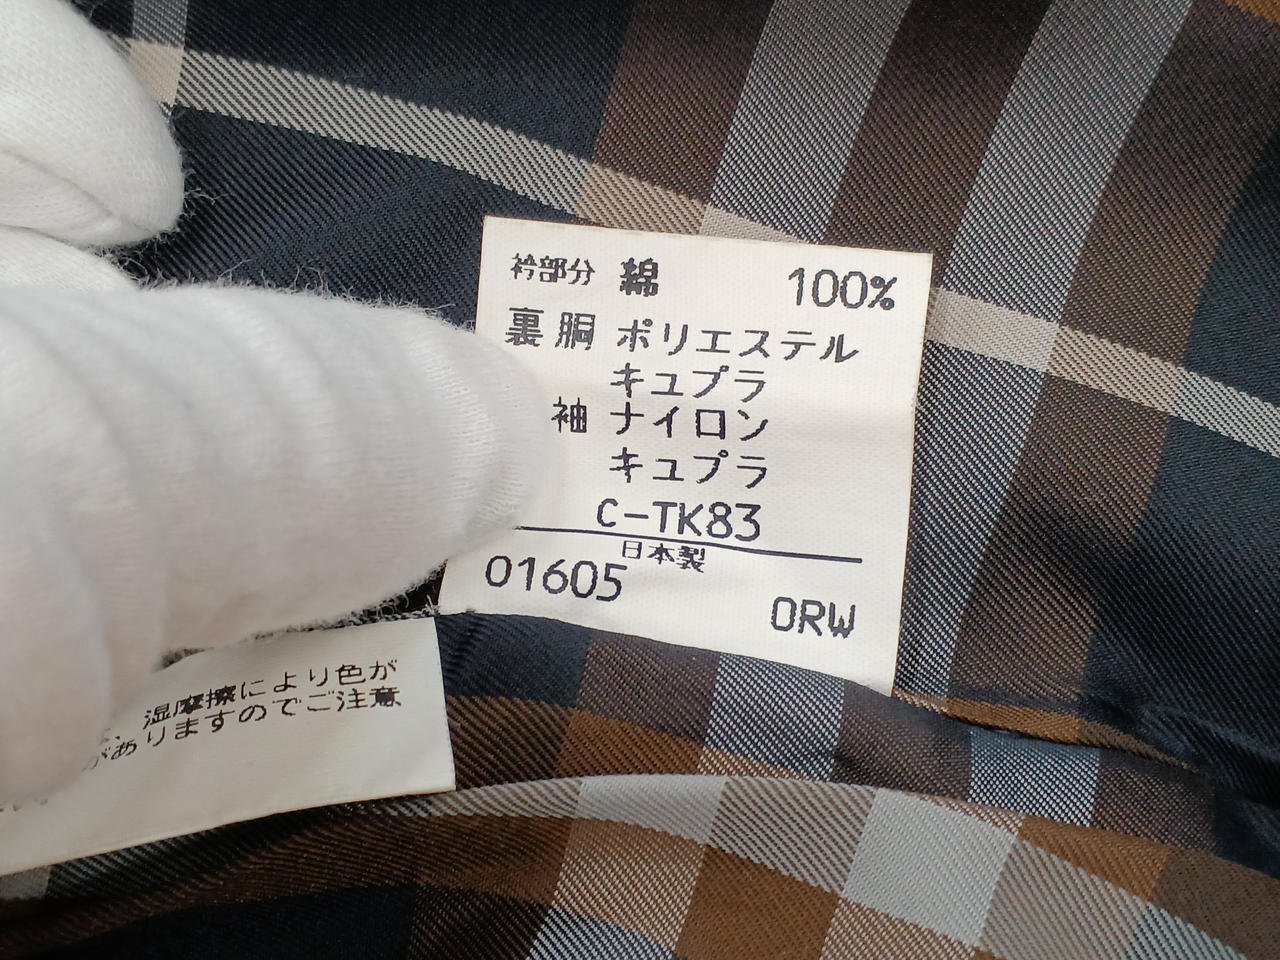 衿部分 綿 100%
裏 胴 ポリエステル
キュプラ
袖 ナイロン
キュプラ
C-TK83
日本製
01605
ORW
湿摩擦により色が
がありますのでご注意